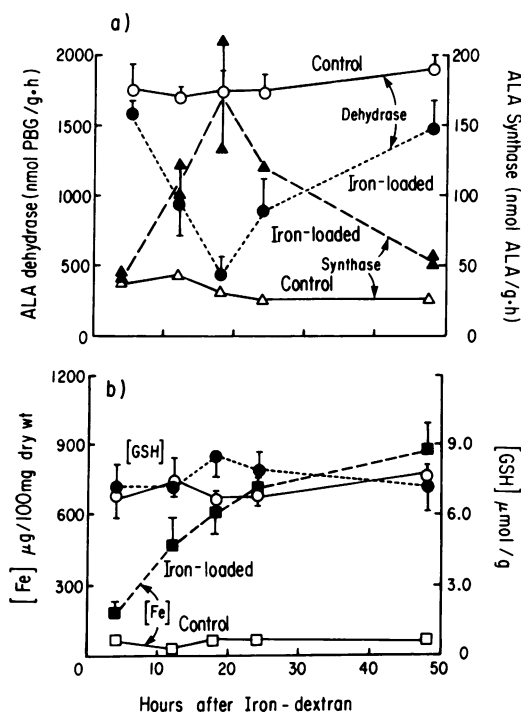 a)
2000
1500
1000
500
0
ALA dehydrase (nmol PBG/g·h)
200
150
100
50
0
ALA Synthase (nmol ALA/g·h)
Control
Dehydrase
Iron-loaded
Iron-loaded
Synthase
Control
b)
1200
900
600
300
[Fe] μg/100mg dry wt
9.0
6.0
3.0
0
[GSH] μmol/g
[GSH]
Iron-loaded
[Fe]
Control
0 10 20 30 40 50
Hours after Iron-dextran